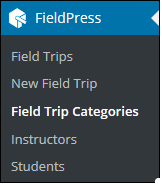 FieldPress
Field Trips
New Field Trip
Field Trip Categories
Instructors
Students